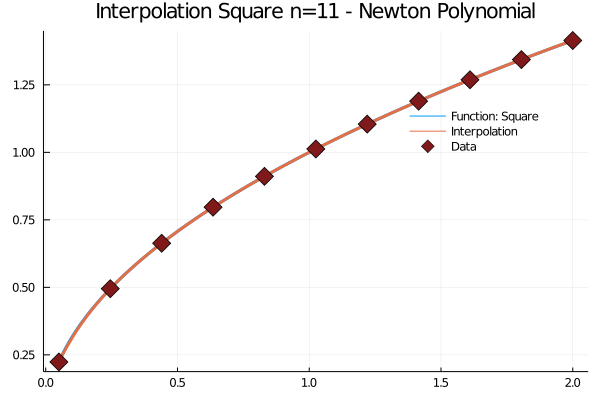 Interpolation Square n=11 - Newton Polynomial
1.25
1.00
0.75
0.50
0.25
Function: Square
Interpolation
Data
0.0 0.5 1.0 1.5 2.0